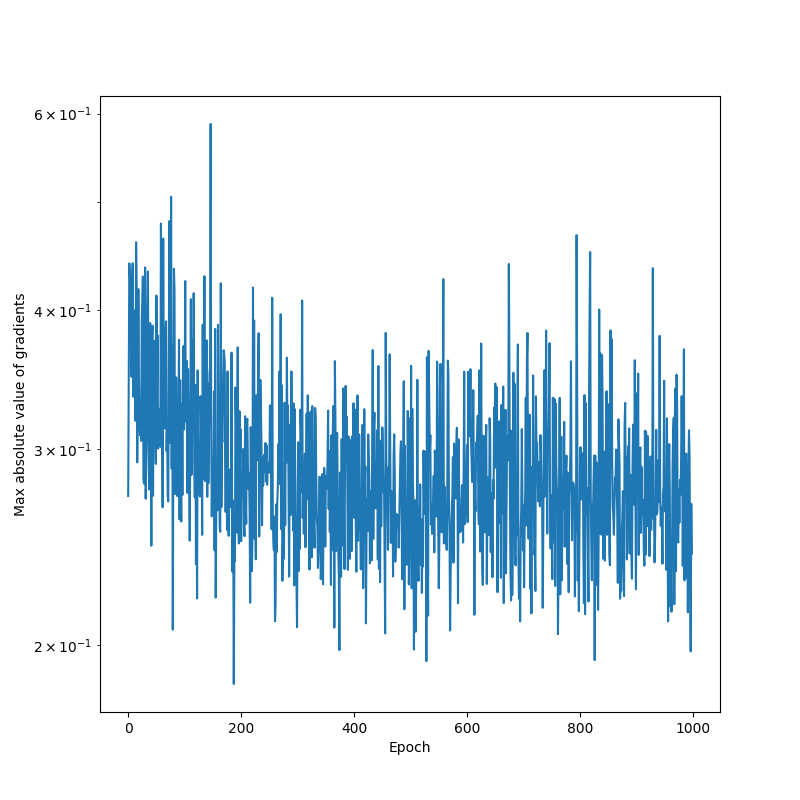 6 × 10⁻¹
4 × 10⁻¹
3 × 10⁻¹
2 × 10⁻¹
Max absolute value of gradients
0 200 400 600 800 1000
Epoch